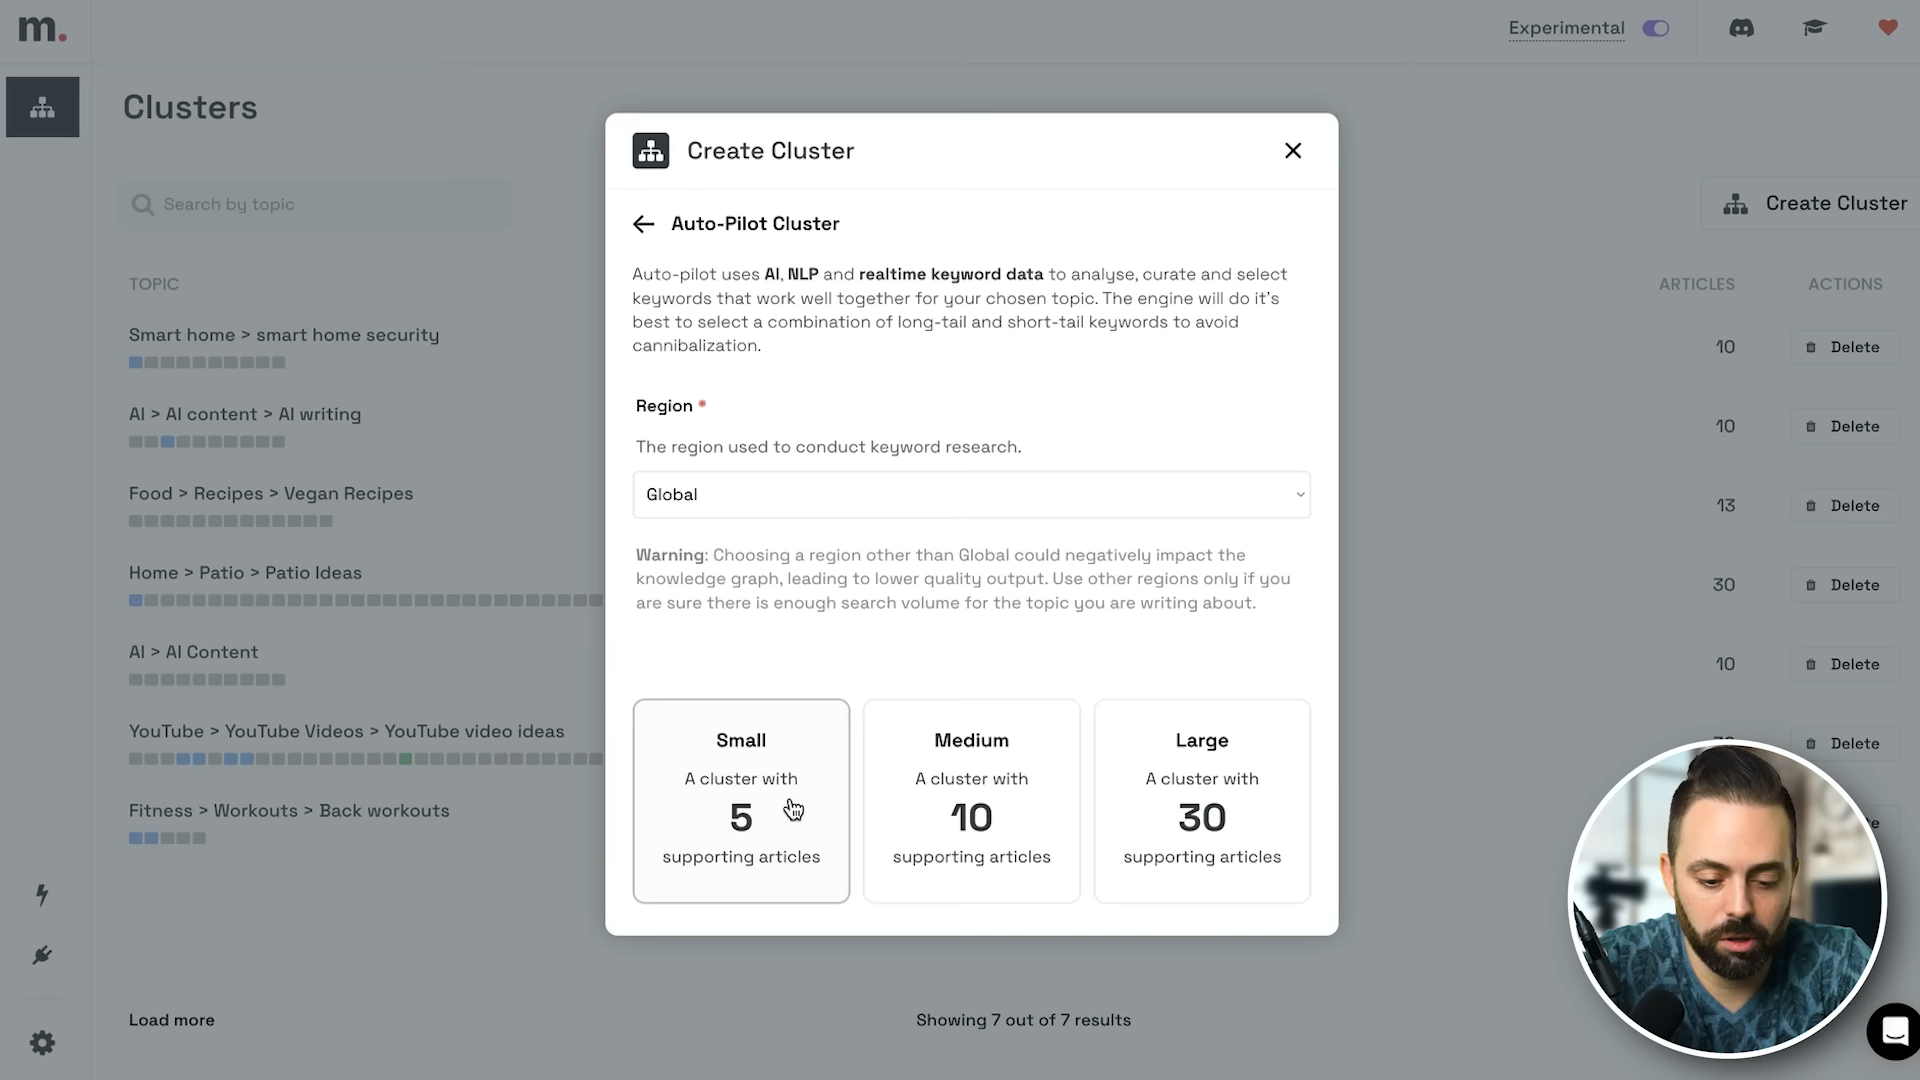 m.
Experimental
Clusters
Search by topic
Create Cluster
TOPIC
ARTICLES
ACTIONS
Smart home > smart home security
10
Delete
AI > AI content > AI writing
10
Delete
Food > Recipes > Vegan Recipes
13
Delete
Home > Patio > Patio Ideas
30
Delete
AI > AI Content
10
Delete
YouTube > YouTube Videos > YouTube video ideas
Delete
Fitness > Workouts > Back workouts
Load more
Showing 7 out of 7 results
Create Cluster
Auto-Pilot Cluster
Auto-pilot uses AI, NLP and realtime keyword data to analyse, curate and select
keywords that work well together for your chosen topic. The engine will do it's
best to select a combination of long-tail and short-tail keywords to avoid
cannibalization.
Region *
The region used to conduct keyword research.
Global
Warning: Choosing a region other than Global could negatively impact the
knowledge graph, leading to lower quality output. Use other regions only if you
are sure there is enough search volume for the topic you are writing about.
Small
A cluster with
5
supporting articles
Medium
A cluster with
10
supporting articles
Large
A cluster with
30
supporting articles